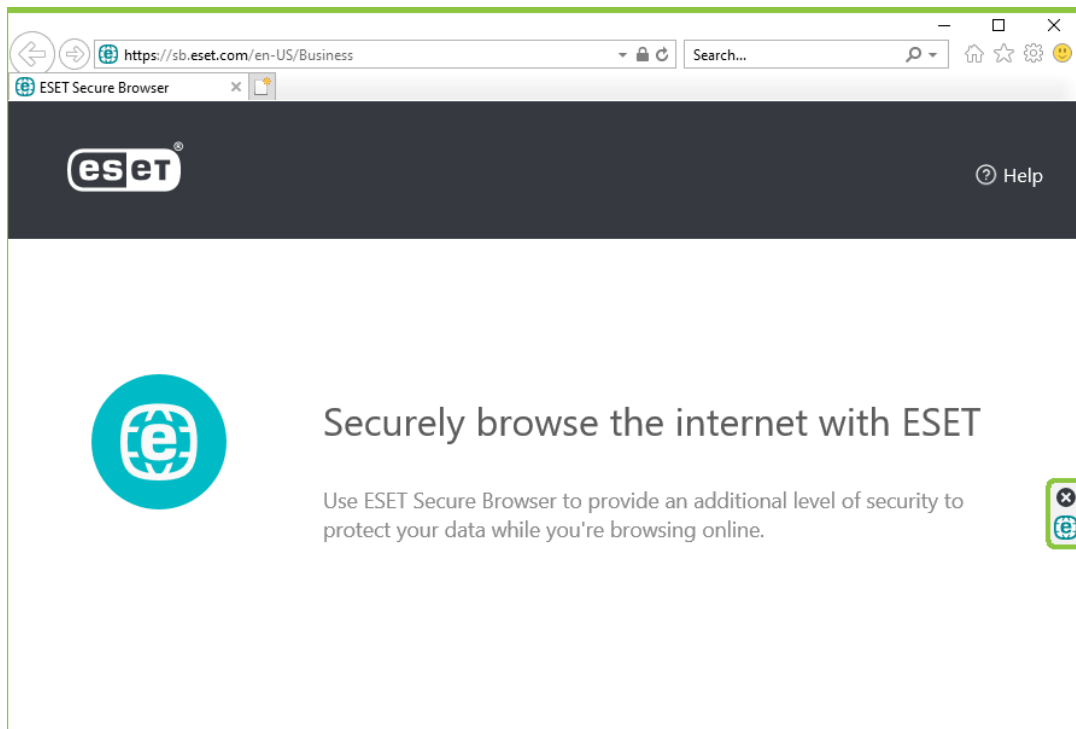 https://sb.eset.com/en-US/Business
Search...
ESET Secure Browser
eset®
? Help
e
Securely browse the internet with ESET
Use ESET Secure Browser to provide an additional level of security to
protect your data while you're browsing online.
e